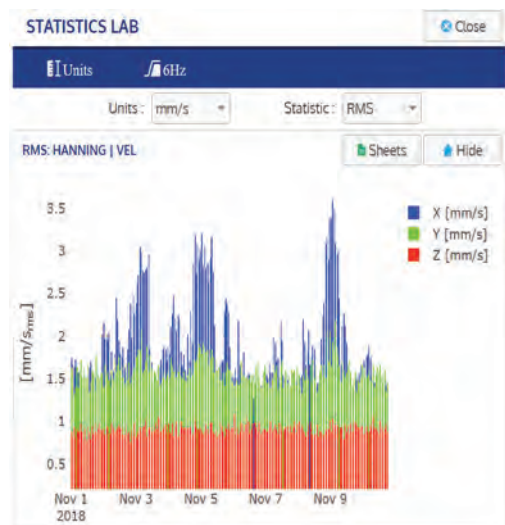 STATISTICS LAB
Close
Units
6Hz
Units : mm/s
Statistic : RMS
RMS: HANNING | VEL
Sheets
Hide
3.5
3
2.5
2
1.5
1
0.5
[mm/s rms]
X [mm/s]
Y [mm/s]
Z [mm/s]
Nov 1 Nov 3 Nov 5 Nov 7 Nov 9
2018